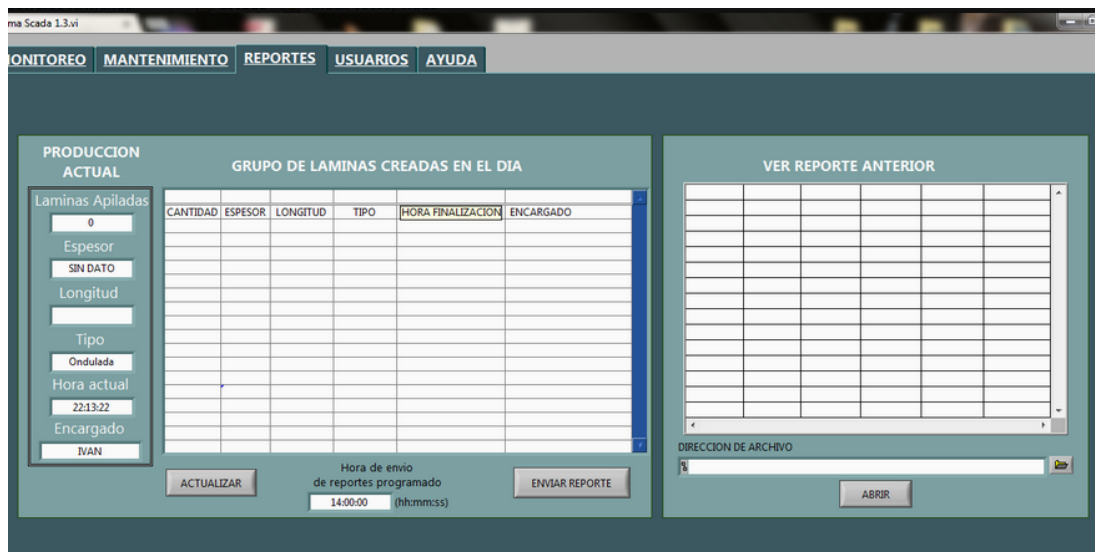 ma Scada 1.3.vi
MONITOREO MANTENIMIENTO REPORTES USUARIOS AYUDA
PRODUCCION
ACTUAL
Laminas Apiladas
0
Espesor
SIN DATO
Longitud
Tipo
Ondulada
Hora actual
22:13:22
Encargado
IVAN
GRUPO DE LAMINAS CREADAS EN EL DIA
CANTIDAD ESPESOR LONGITUD TIPO HORA FINALIZACION ENCARGADO
ACTUALIZAR
Hora de envio
de reportes programado
14:00:00 (hh:mm:ss)
ENVIAR REPORTE
VER REPORTE ANTERIOR
DIRECCION DE ARCHIVO
ABRIR